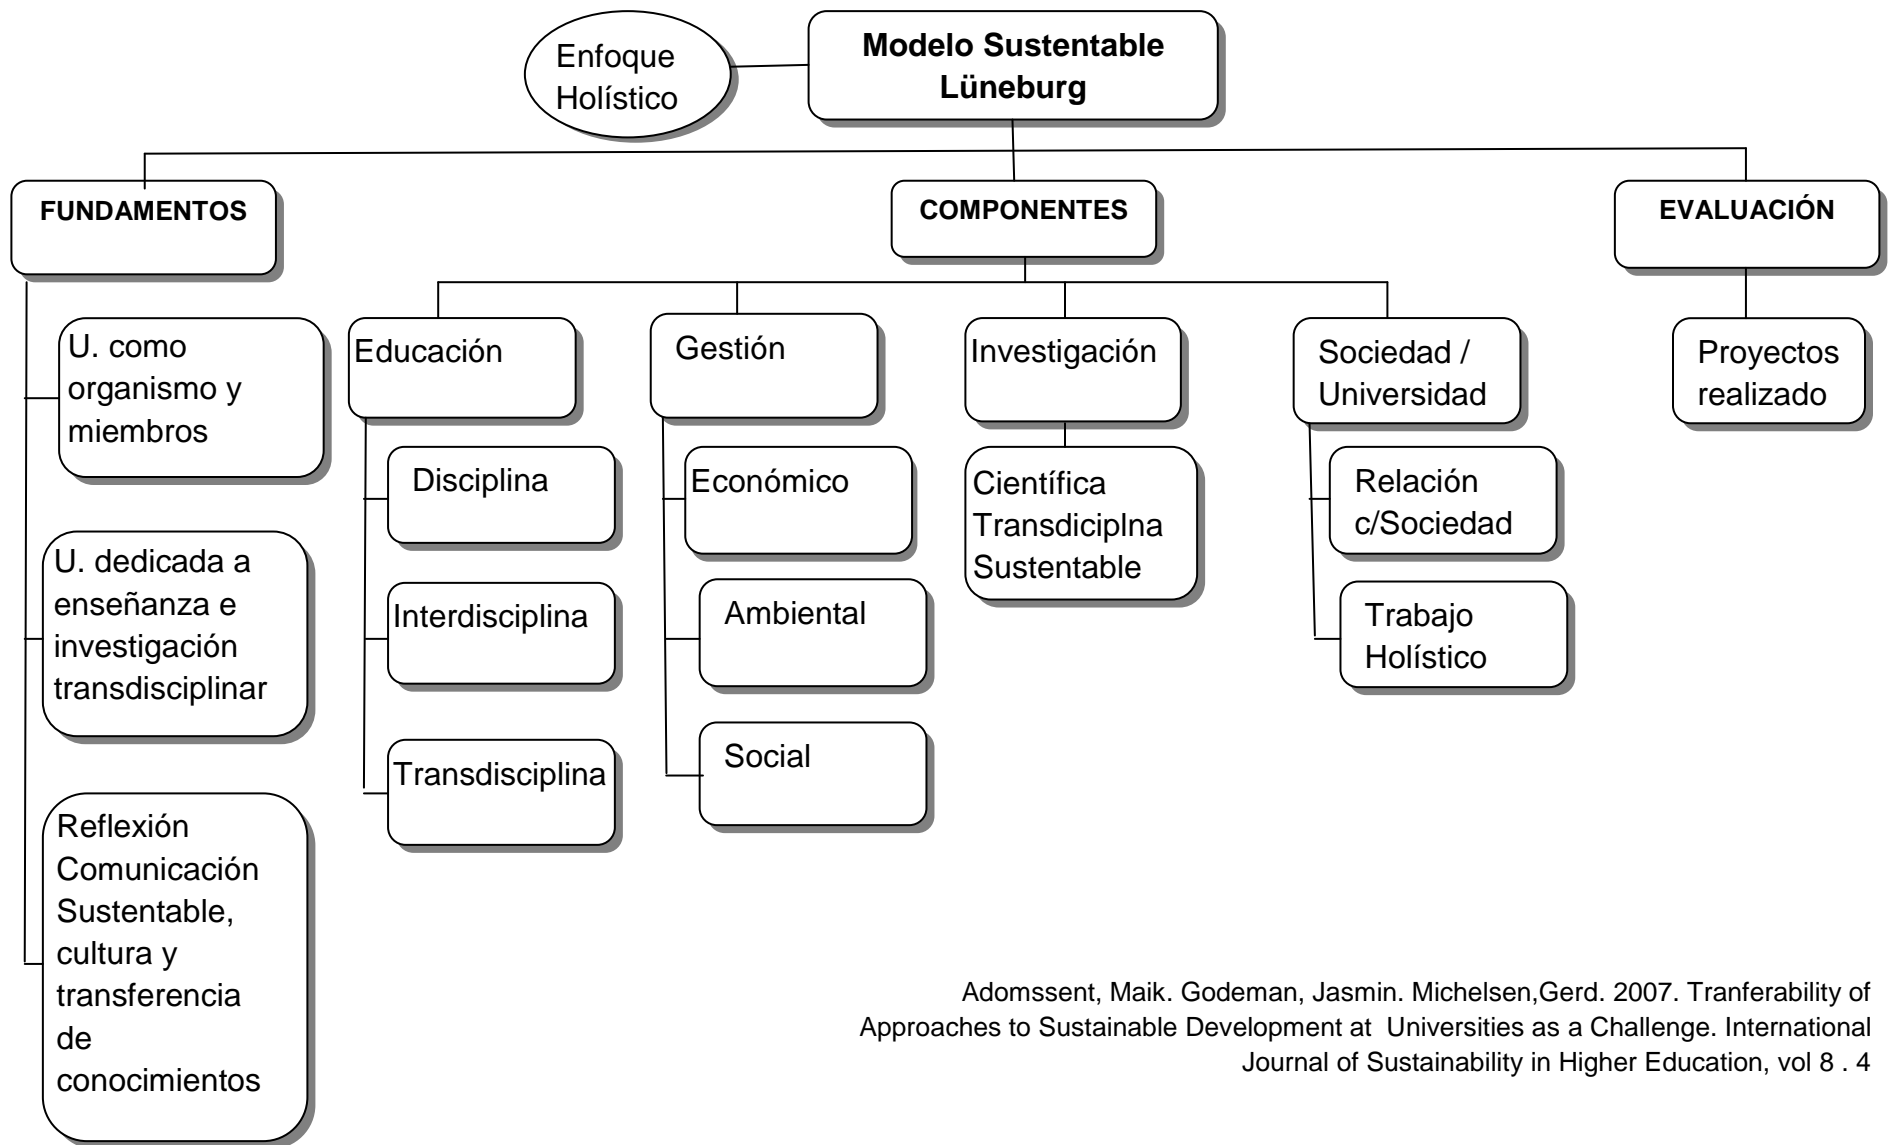 Enfoque
Holístico
Modelo Sustentable
Lüneburg
FUNDAMENTOS
COMPONENTES
EVALUACIÓN
U. como
organismo y
miembros
U. dedicada a
enseñanza e
investigación
transdisciplinar
Reflexión
Comunicación
Sustentable,
cultura y
transferencia
de
conocimientos
Educación
Disciplina
Interdisciplina
Transdisciplina
Gestión
Económico
Ambiental
Social
Investigación
Científica
Transdiciplna
Sustentable
Sociedad /
Universidad
Relación
c/Sociedad
Trabajo
Holístico
Proyectos
realizado
Adomssent, Maik. Godeman, Jasmin. Michelsen,Gerd. 2007. Tranferability of
Approaches to Sustainable Development at Universities as a Challenge. International
Journal of Sustainability in Higher Education, vol 8 . 4